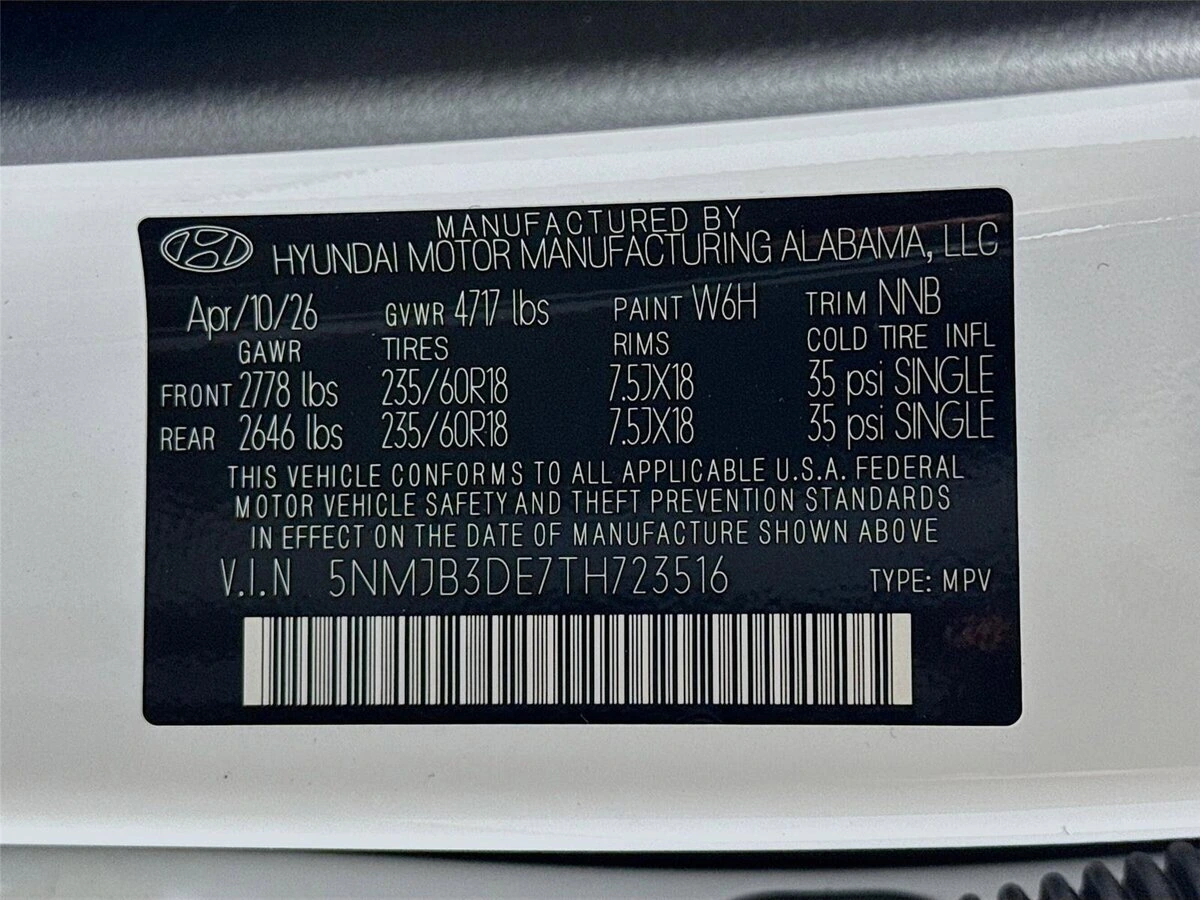 MANUFACTURED BY
HYUNDAI MOTOR MANUFACTURING ALABAMA, LLC
Apr/10/26 GVWR 4717 lbs PAINT W6H TRIM NNB
GAWR TIRES RIMS COLD TIRE INFL
FRONT 2778 lbs 235/60R18 7.5JX18 35 psi SINGLE
REAR 2646 lbs 235/60R18 7.5JX18 35 psi SINGLE
THIS VEHICLE CONFORMS TO ALL APPLICABLE U.S.A. FEDERAL
MOTOR VEHICLE SAFETY AND THEFT PREVENTION STANDARDS
IN EFFECT ON THE DATE OF MANUFACTURE SHOWN ABOVE
V.I.N 5NMJB3DE7TH723516 TYPE: MPV